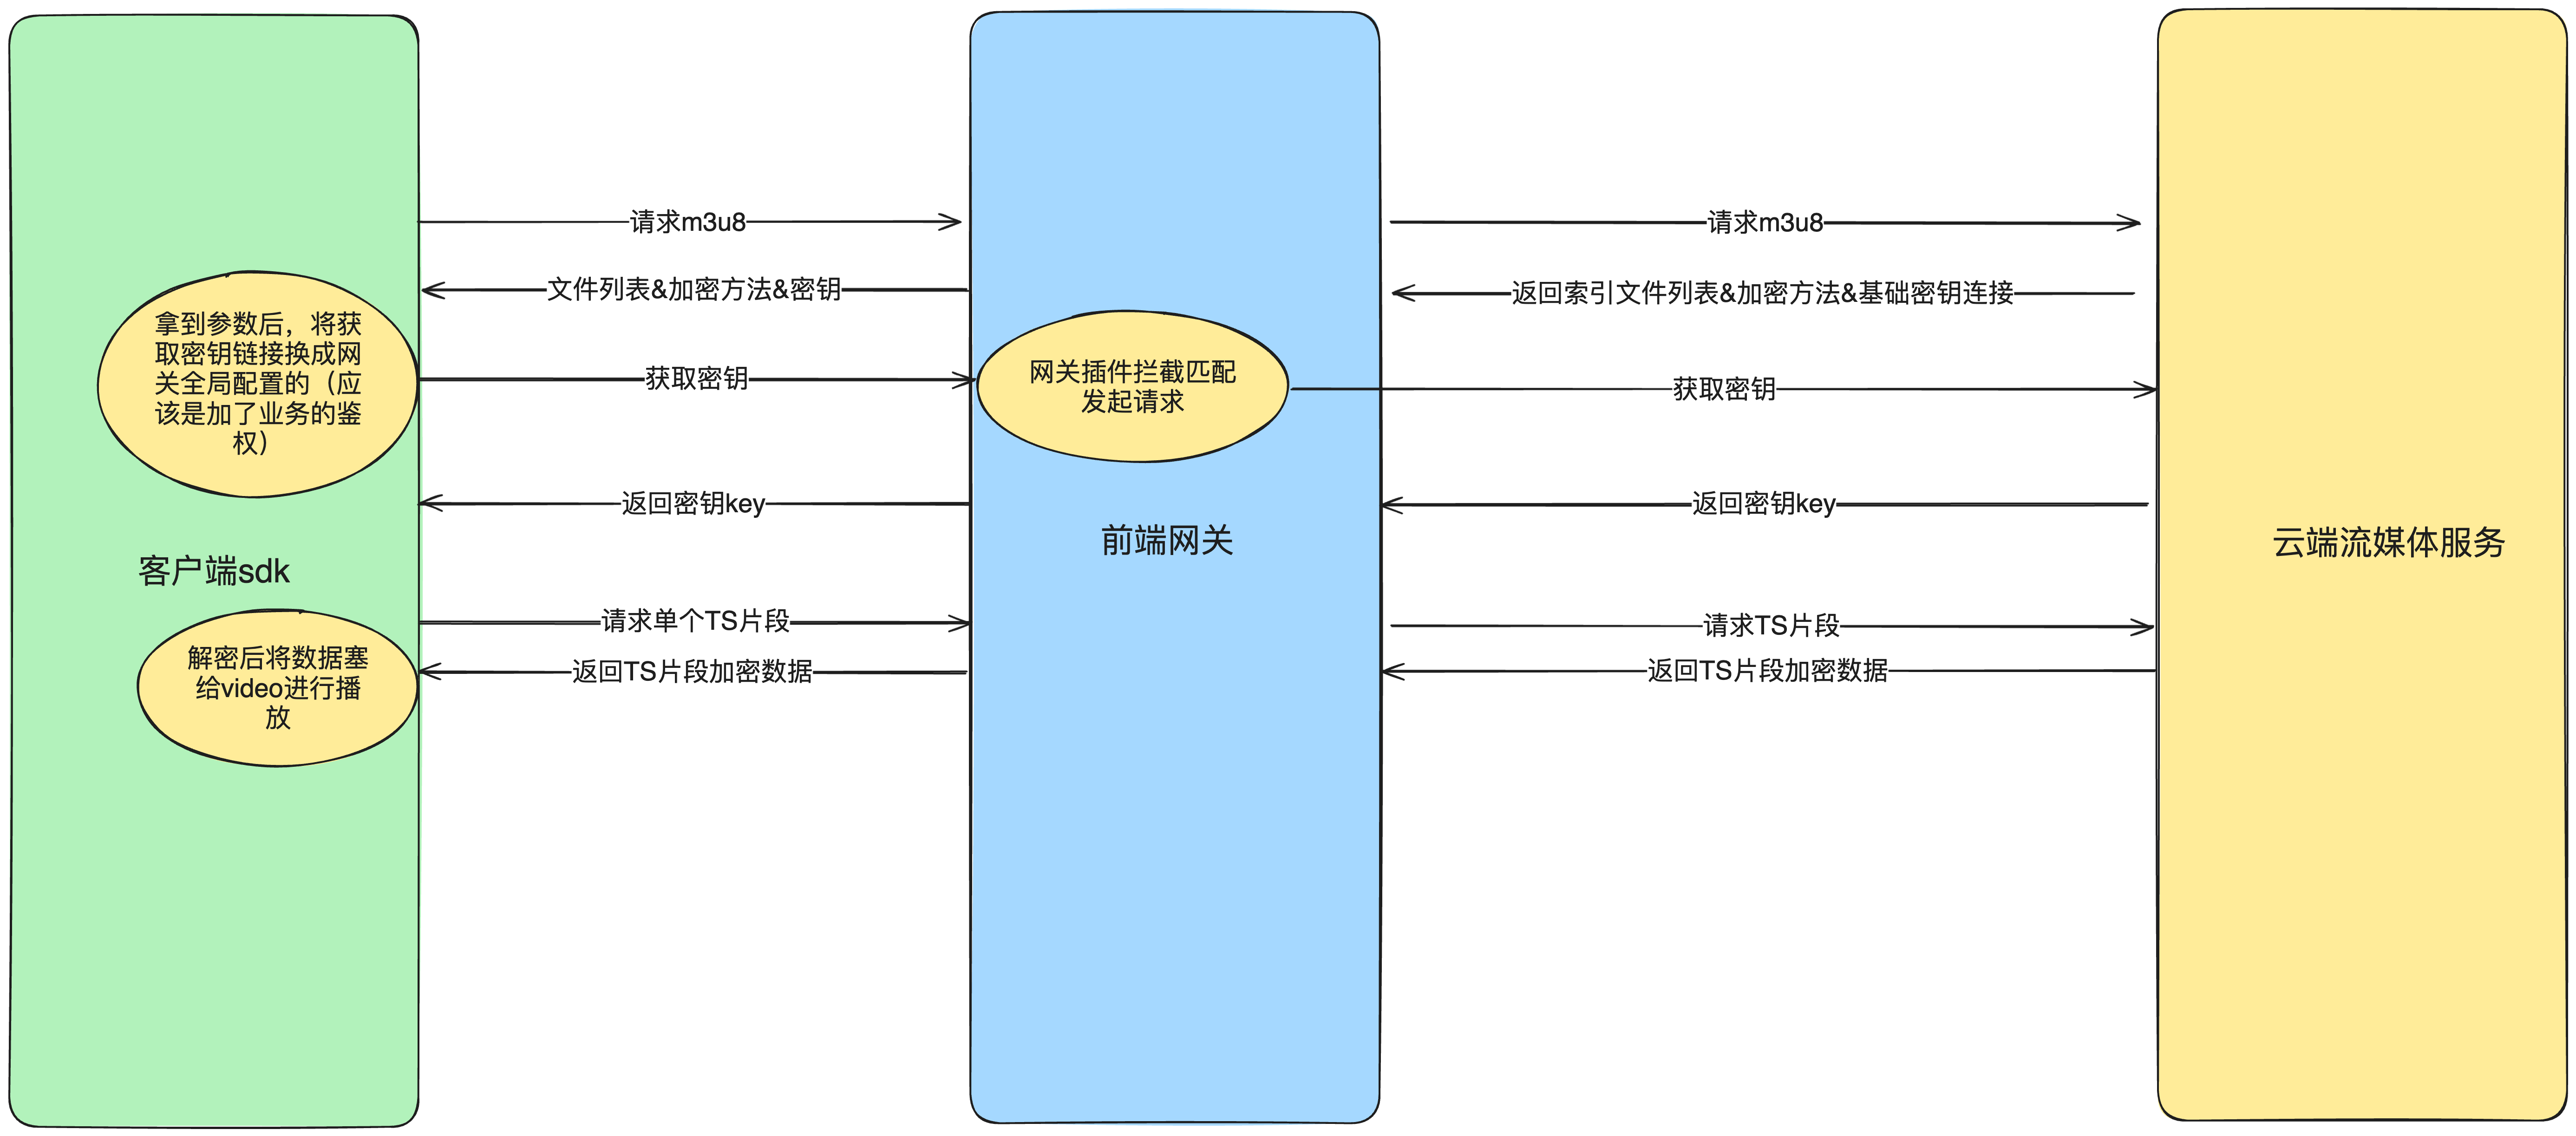 请求m3u8
请求m3u8
文件列表&加密方法&密钥
返回索引文件列表&加密方法&基础密钥连接
拿到参数后，将获
取密钥链接换成网
关全局配置的（应
该是加了业务的鉴
权）
获取密钥
网关插件拦截匹配
发起请求
获取密钥
返回密钥key
返回密钥key
客户端sdk
前端网关
云端流媒体服务
请求单个TS片段
请求TS片段
解密后将数据塞
给video进行播
放
返回TS片段加密数据
返回TS片段加密数据